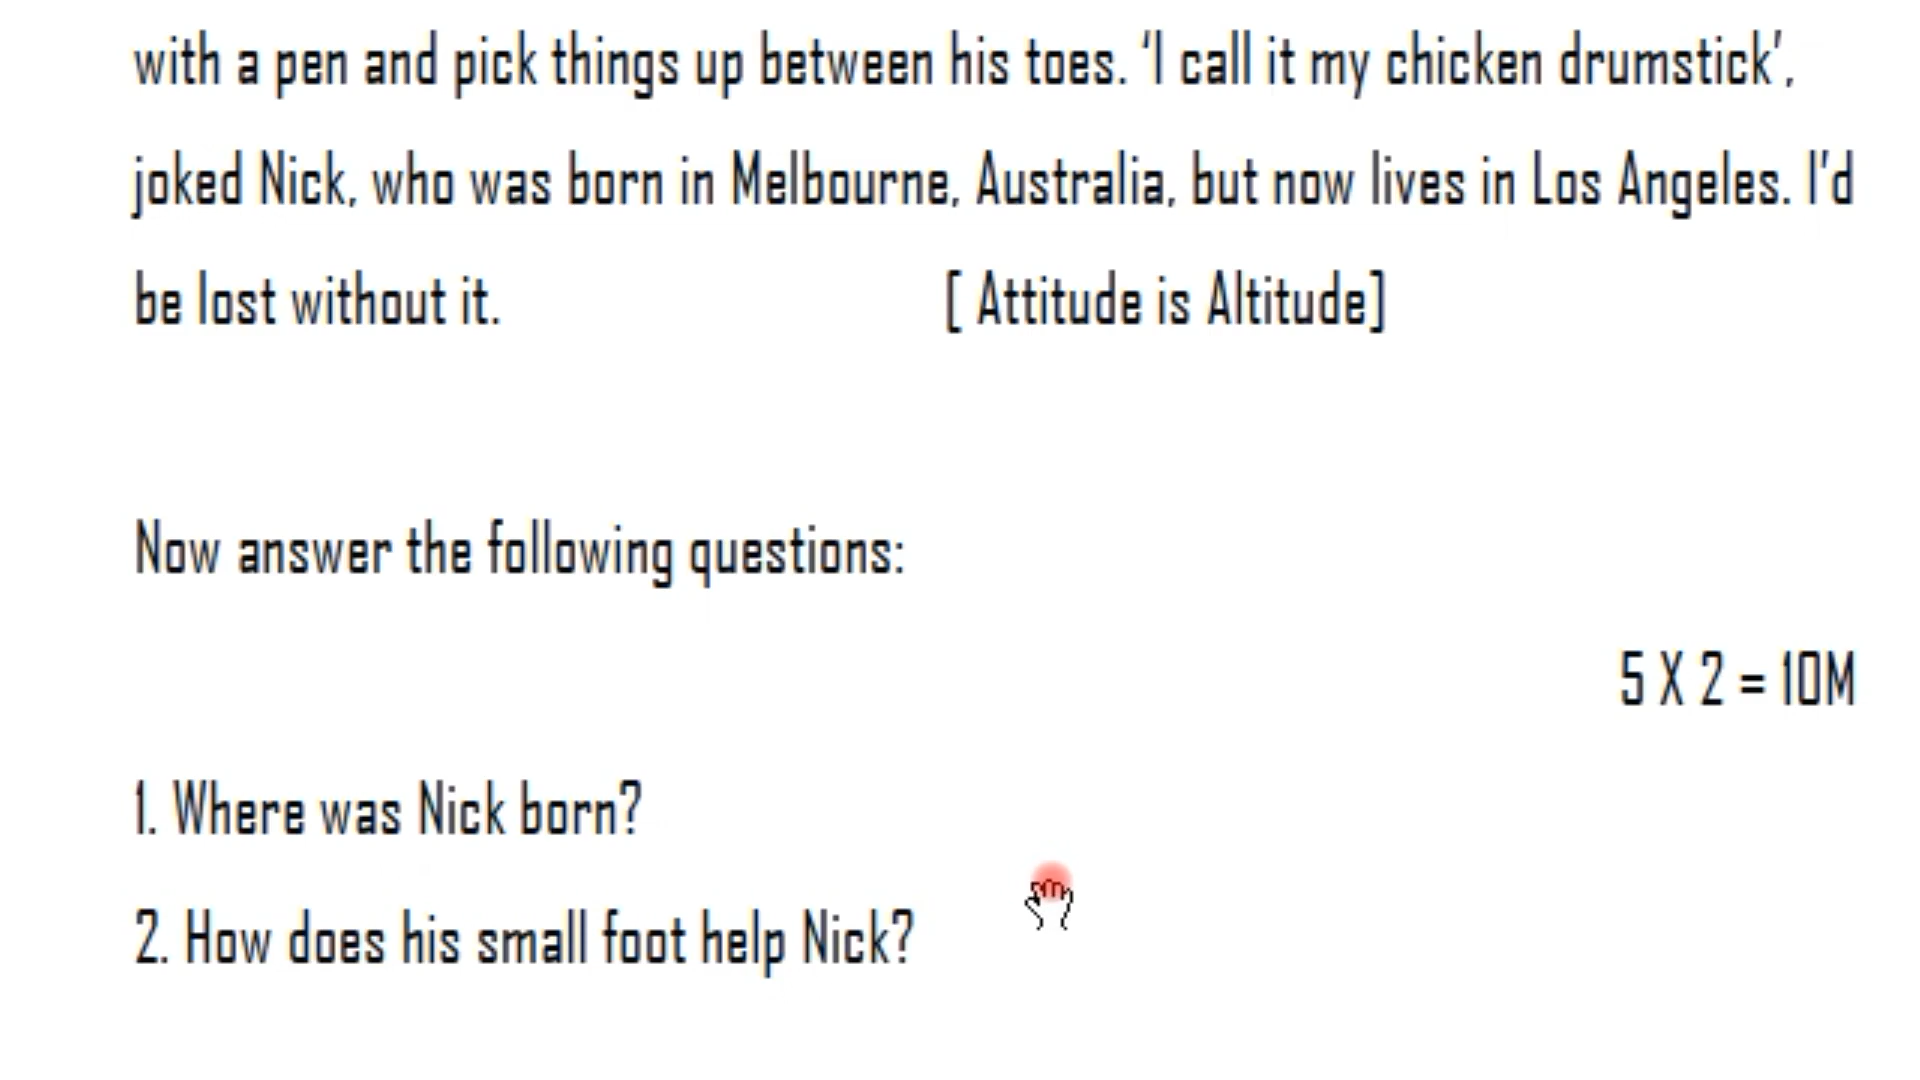 with a pen and pick things up between his toes. ‘I call it my chicken drumstick’,
joked Nick, who was born in Melbourne, Australia, but now lives in Los Angeles. I’d
be lost without it. [ Attitude is Altitude]
Now answer the following questions:
5 X 2 = 10M
1. Where was Nick born?
2. How does his small foot help Nick?